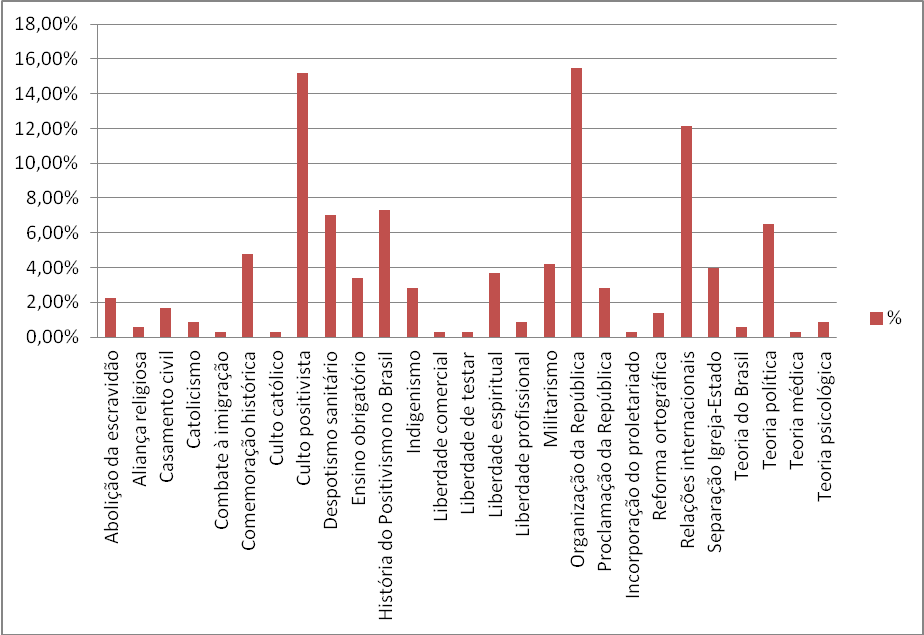 18,00%
16,00%
14,00%
12,00%
10,00%
8,00%
6,00%
4,00%
2,00%
0,00%
Abolição da escravidão
Aliança religiosa
Casamento civil
Catolicismo
Combate à imigração
Comemoração histórica
Culto católico
Culto positivista
Despotismo sanitário
Ensino obrigatório
História do Positivismo no Brasil
Indigenismo
Liberdade comercial
Liberdade de testar
Liberdade espiritual
Liberdade profissional
Militarismo
Organização da República
Proclamação da República
Incorporação do proletariado
Reforma ortográfica
Relações internacionais
Separação Igreja-Estado
Teoria do Brasil
Teoria política
Teoria médica
Teoria psicológica
%